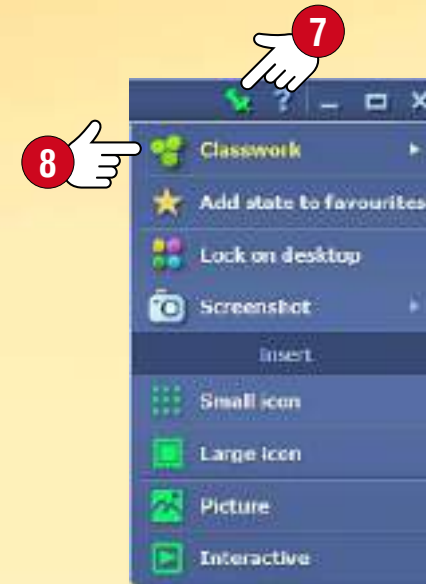 7
?
8
Classwork
Add state to favourites
Lock on desktop
Screenshot
Insert
Small icon
Large icon
Picture
Interactive